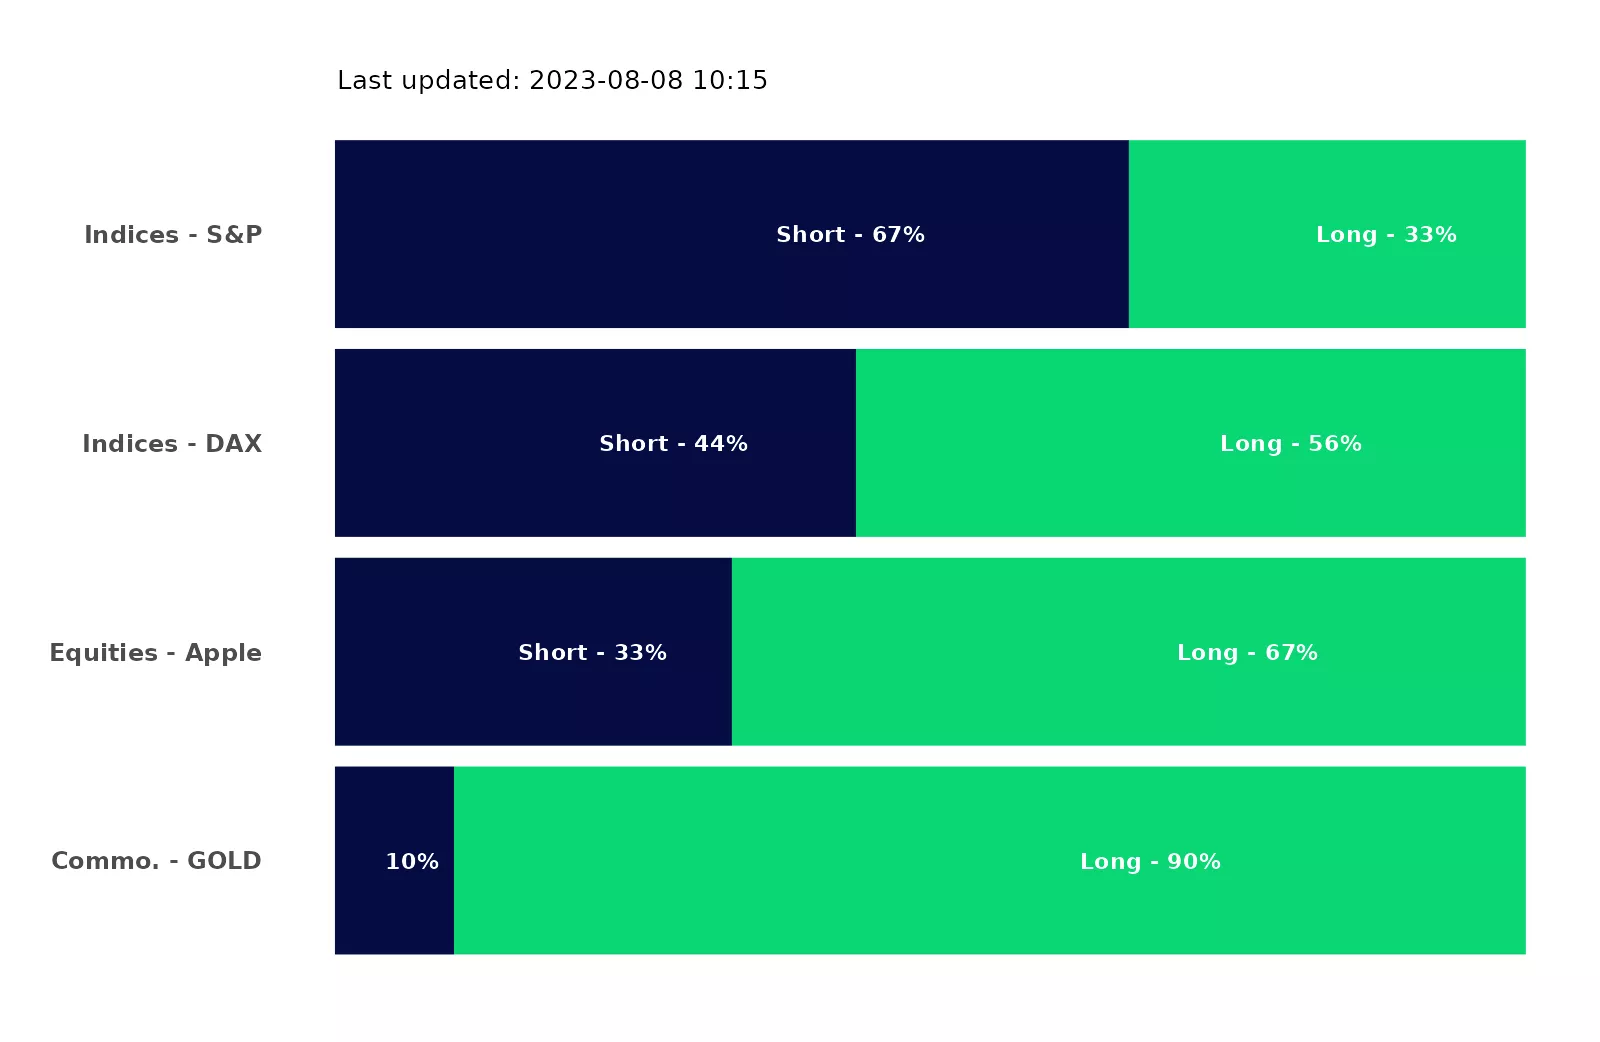 Last updated: 2023-08-08 10:15
Indices - S&P Short - 67% Long - 33%
Indices - DAX Short - 44% Long - 56%
Equities - Apple Short - 33% Long - 67%
Commo. - GOLD 10% Long - 90%